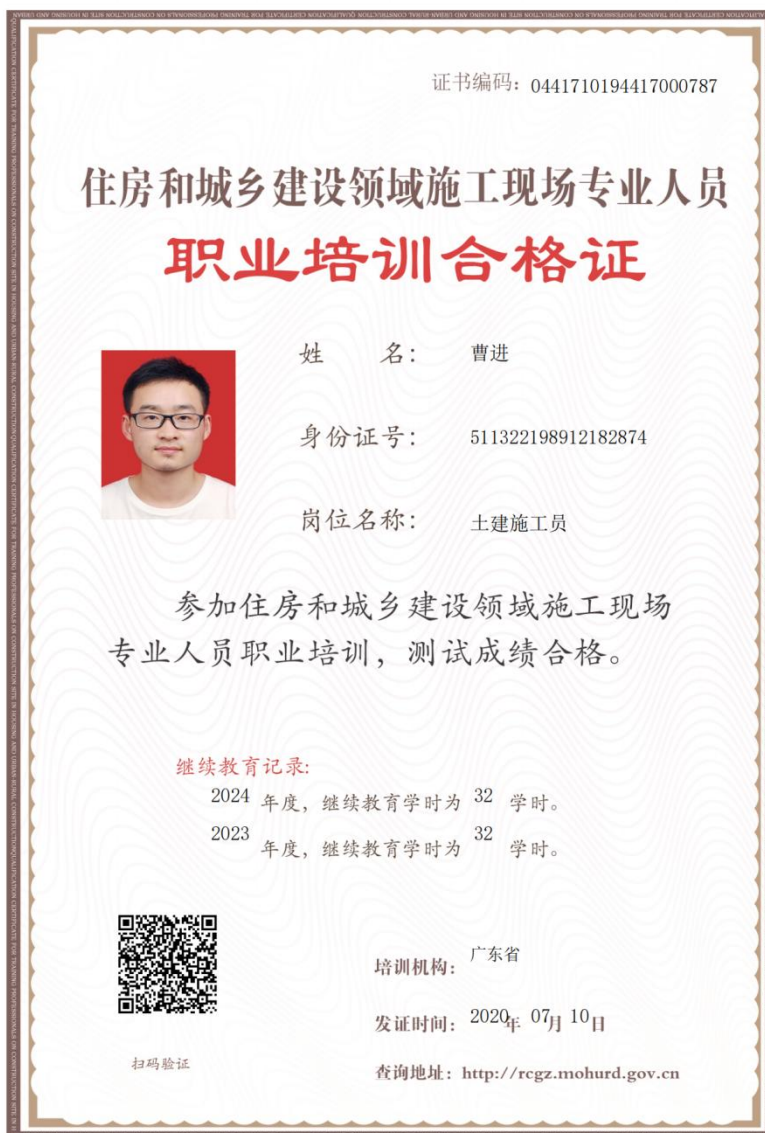 证书编码：0441710194417000787
住房和城乡建设领域施工现场专业人员
职业培训合格证
姓 名： 曹进
身份证号： 511322198912182874
岗位名称： 土建施工员
参加住房和城乡建设领域施工现场
专业人员职业培训，测试成绩合格。
继续教育记录:
2024 年度，继续教育学时为 32 学时。
2023 年度，继续教育学时为 32 学时。
培训机构： 广东省
发证时间： 2020年 07月 10日
扫码验证
查询地址：http://rcgz.mohurd.gov.cn